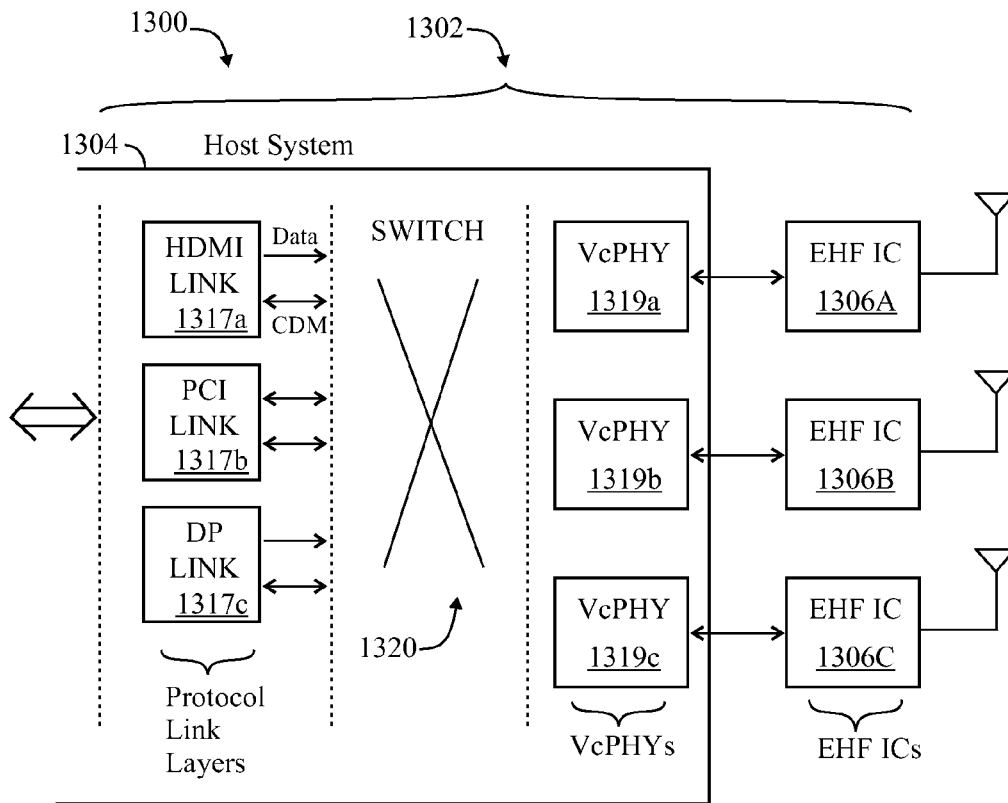 1300
1302
1304
Host System
HDMI
LINK
1317a
Data
CDM
SWITCH
VcPHY
1319a
EHF IC
1306A
PCI
LINK
1317b
VcPHY
1319b
EHF IC
1306B
DP
LINK
1317c
1320
VcPHY
1319c
EHF IC
1306C
Protocol
Link
Layers
VcPHYs
EHF ICs